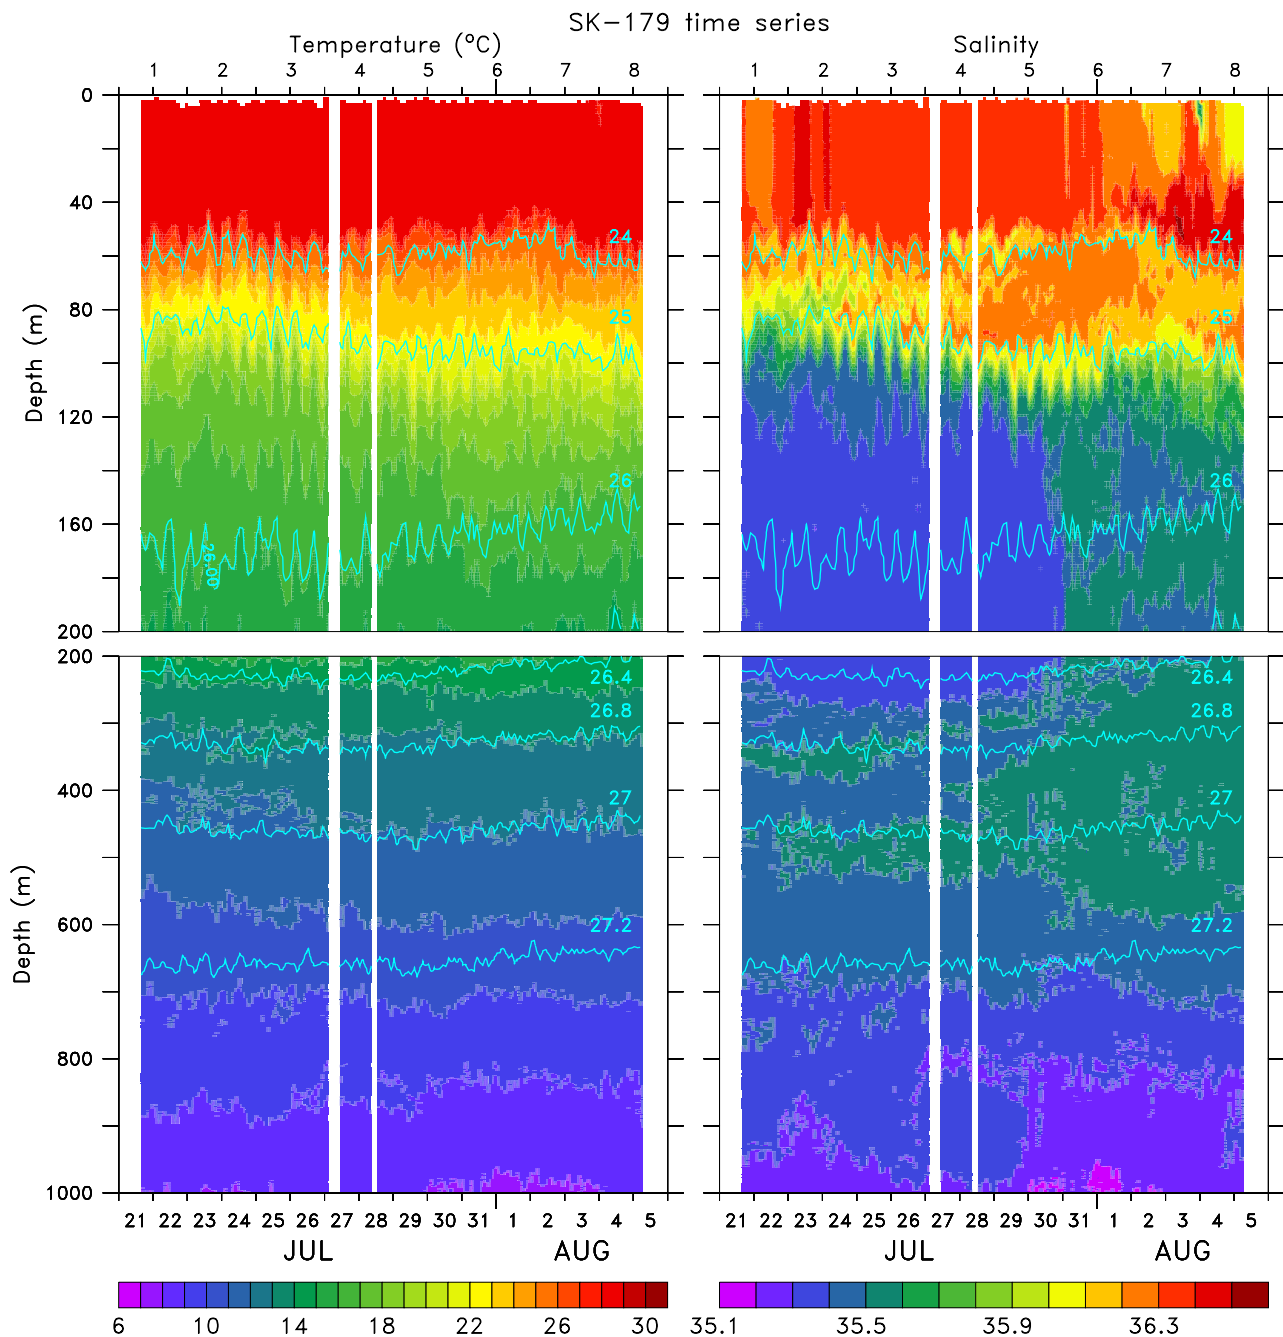 SK-179 time series
Temperature (°C) Salinity
1 2 3 4 5 6 7 8 1 2 3 4 5 6 7 8
0
40
24 24
80
25 25
Depth (m)
120
26 26
160
26.00
200
200
26.4 26.4
26.8 26.8
400
27 27
Depth (m)
600
27.2 27.2
800
1000
21 22 23 24 25 26 27 28 29 30 31 1 2 3 4 5 21 22 23 24 25 26 27 28 29 30 31 1 2 3 4 5
JUL AUG JUL AUG
6 10 14 18 22 26 30 35.1 35.5 35.9 36.3